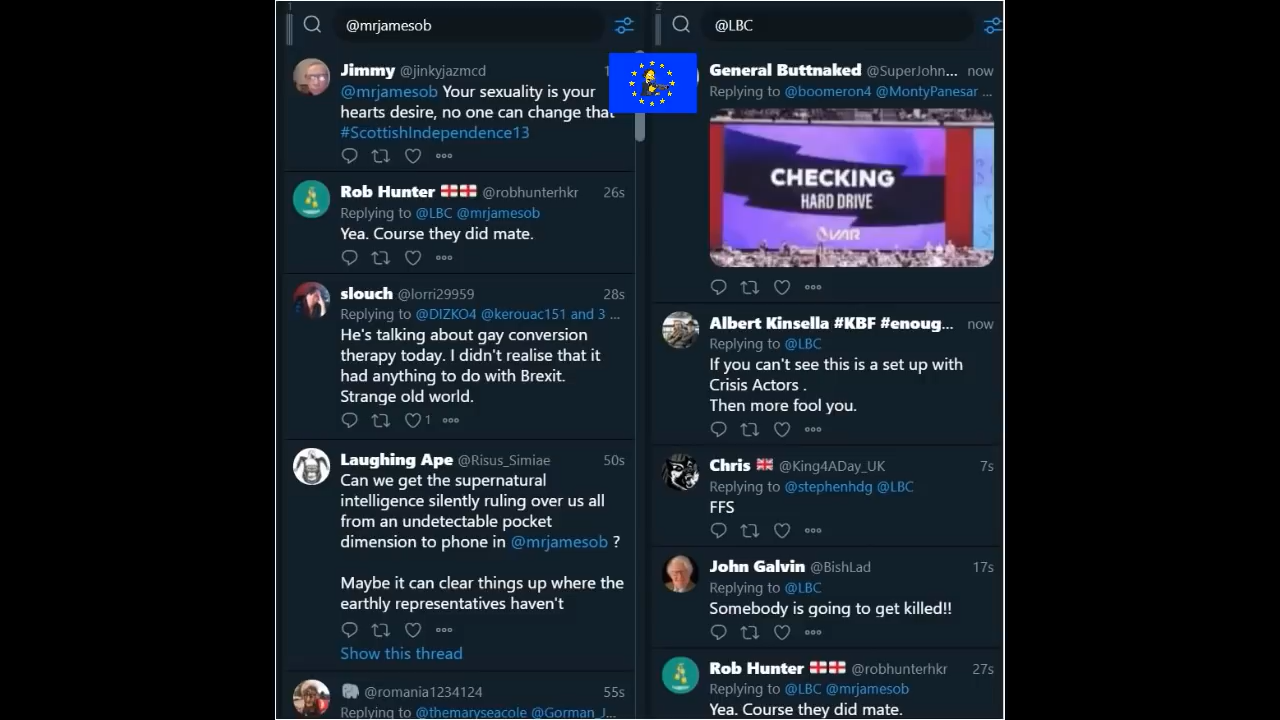 1
@mrjamesob
Jimmy @jinkyjazmcd
@mrjamesob Your sexuality is your
hearts desire, no one can change that
#ScottishIndependence13
Rob Hunter @robhunterhkr 26s
Replying to @LBC @mrjamesob
Yea. Course they did mate.
slouch @lorri29959 28s
Replying to @DIZKO4 @kerouac151 and 3 ...
He's talking about gay conversion
therapy today. I didn't realise that it
had anything to do with Brexit.
Strange old world.
1
Laughing Ape @Risus_Simiae 50s
Can we get the supernatural
intelligence silently ruling over us all
from an undetectable pocket
dimension to phone in @mrjamesob ?
Maybe it can clear things up where the
earthly representatives haven't
Show this thread
@romania1234124 55s
Replying to @themaryseacole @Gorman_J...
2
@LBC
General Buttnaked @SuperJohn... now
Replying to @boomeron4 @MontyPanesar ...
CHECKING
HARD DRIVE
VAR
Albert Kinsella #KBF #enoug... now
Replying to @LBC
If you can't see this is a set up with
Crisis Actors .
Then more fool you.
Chris @King4ADay_UK 7s
Replying to @stephenhdg @LBC
FFS
John Galvin @BishLad 17s
Replying to @LBC
Somebody is going to get killed!!
Rob Hunter @robhunterhkr 27s
Replying to @LBC @mrjamesob
Yea. Course they did mate.